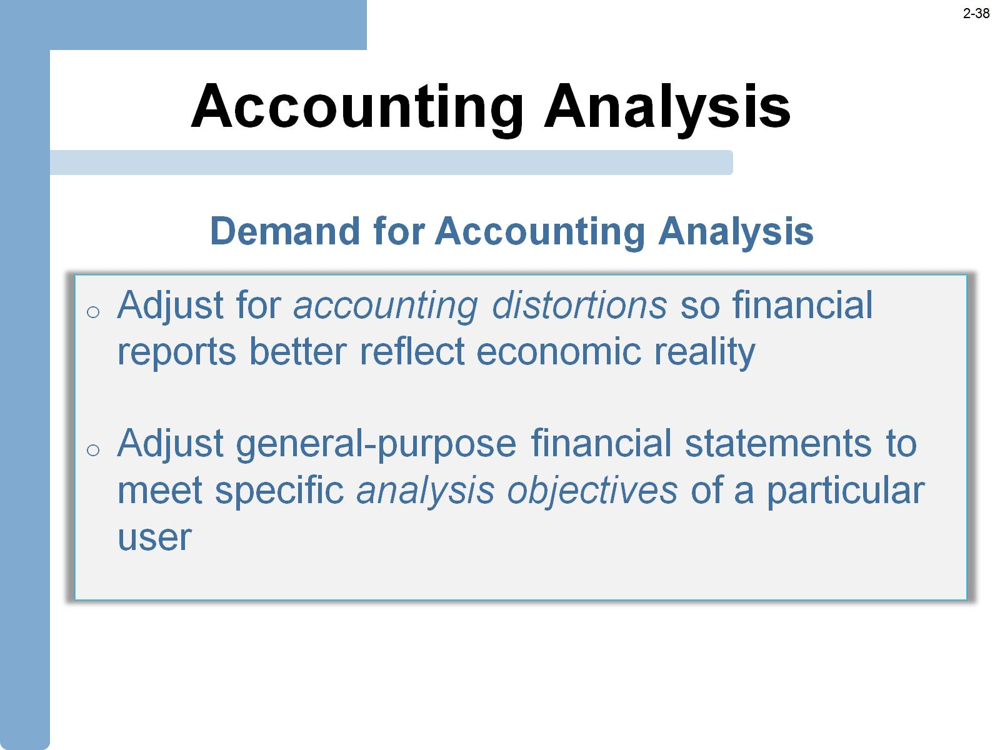 2-38
Accounting Analysis
Demand for Accounting Analysis
○ Adjust for accounting distortions so financial
reports better reflect economic reality
○ Adjust general-purpose financial statements to
meet specific analysis objectives of a particular
user